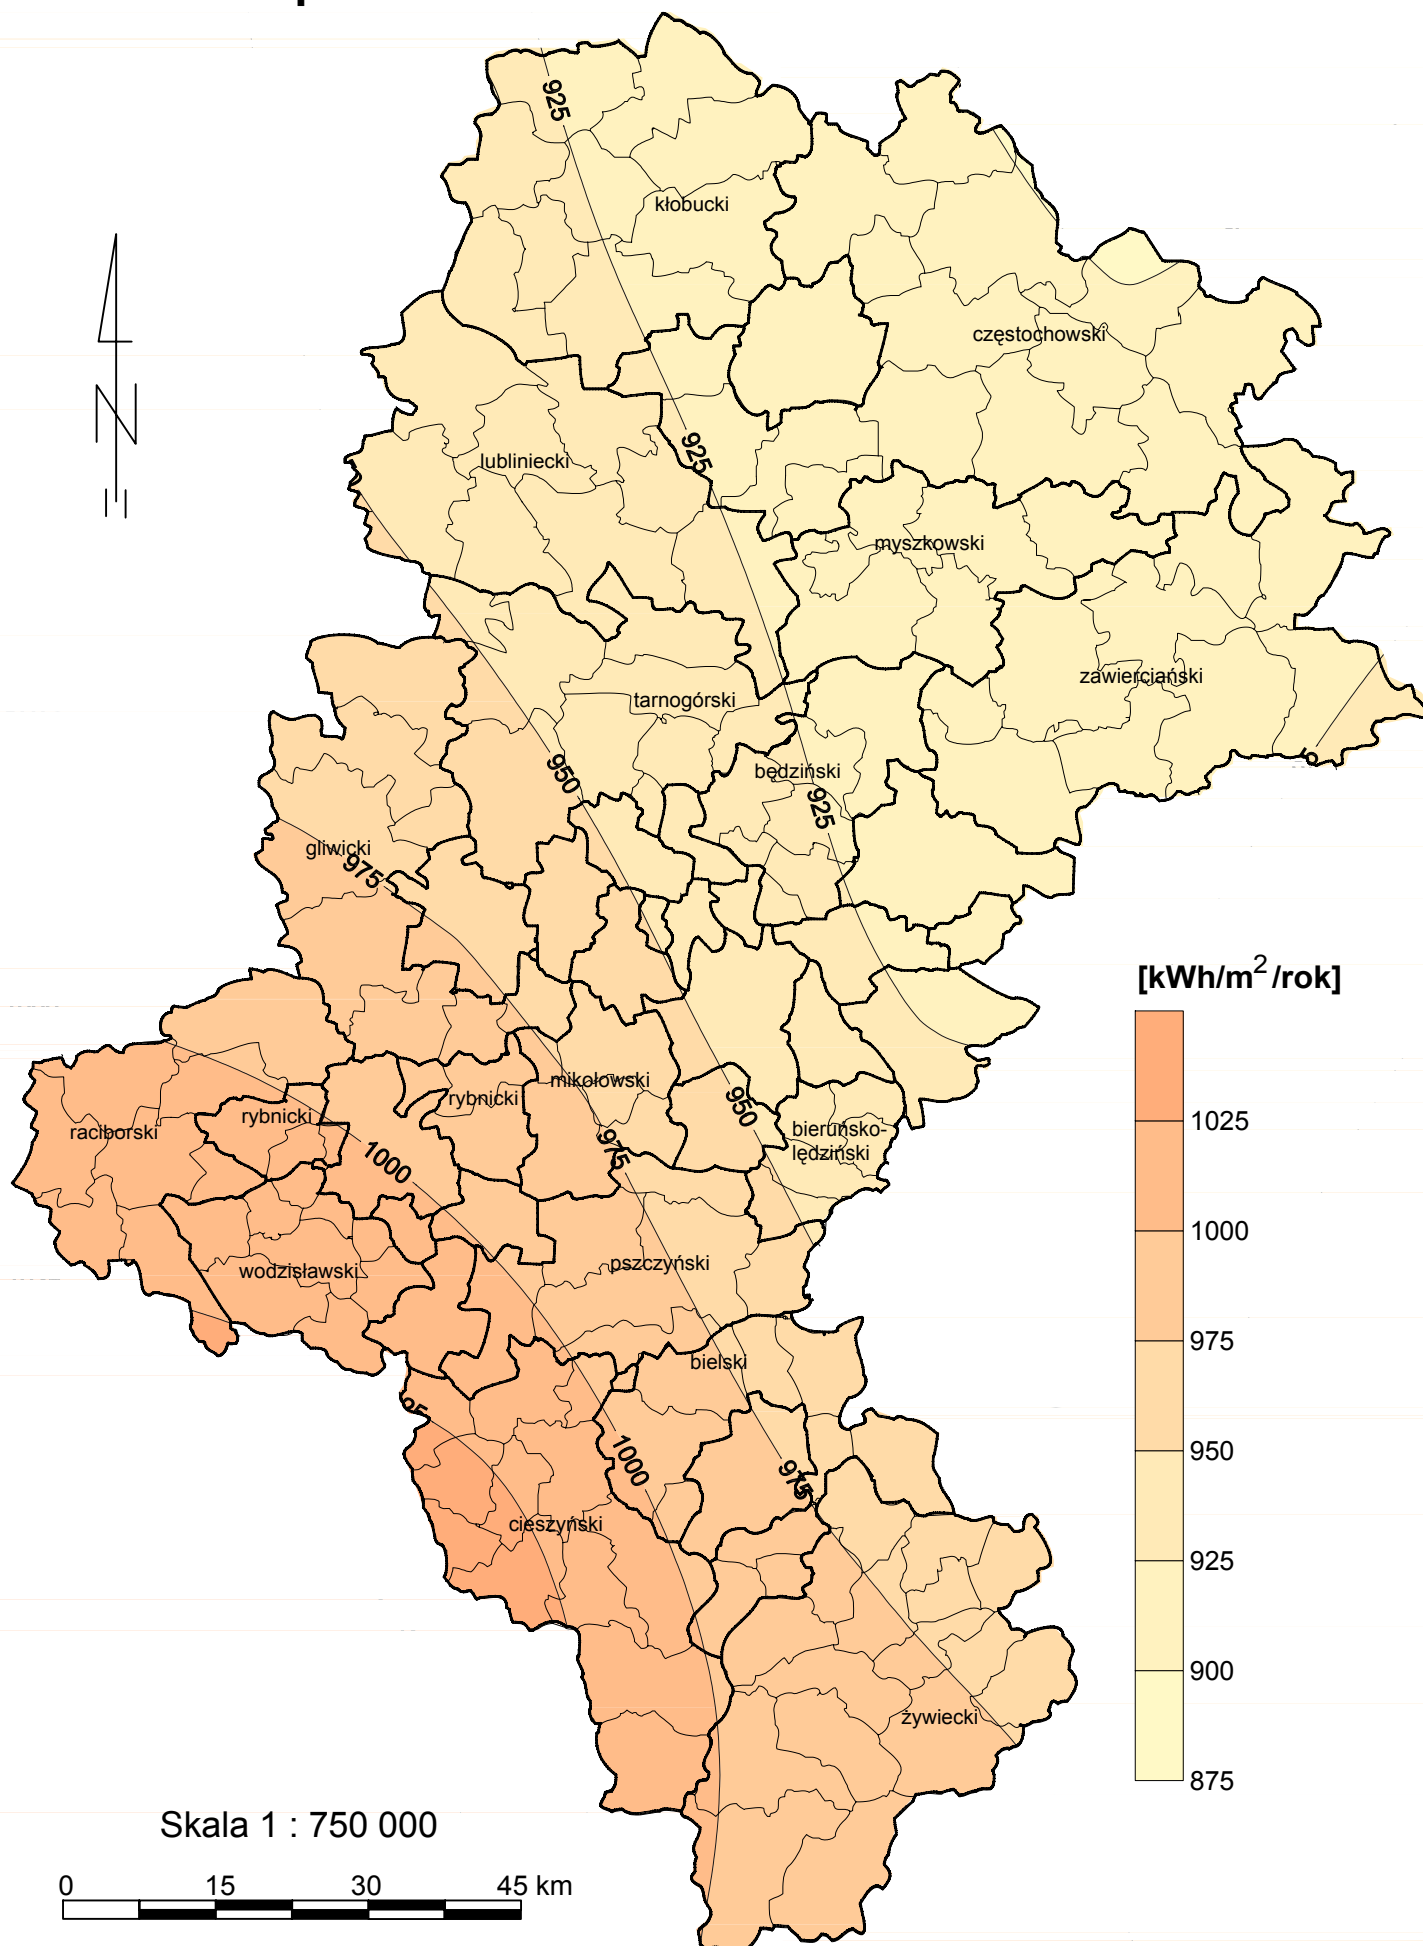 925
kłobucki
częstochowski
925
lubliniecki
myszkowski
zawierciański
tarnogórski
950
będziński
925
gliwicki
975
[kWh/m²/rok]
mikołowski
rybnicki
950
rybnicki
1025
raciborski
bieruńsko-
lędziński
975
1000
1000
pszczyński
wodzisławski
975
bielski
1000
950
975
cieszyński
925
900
żywiecki
875
Skala 1 : 750 000
0 15 30 45 km
N